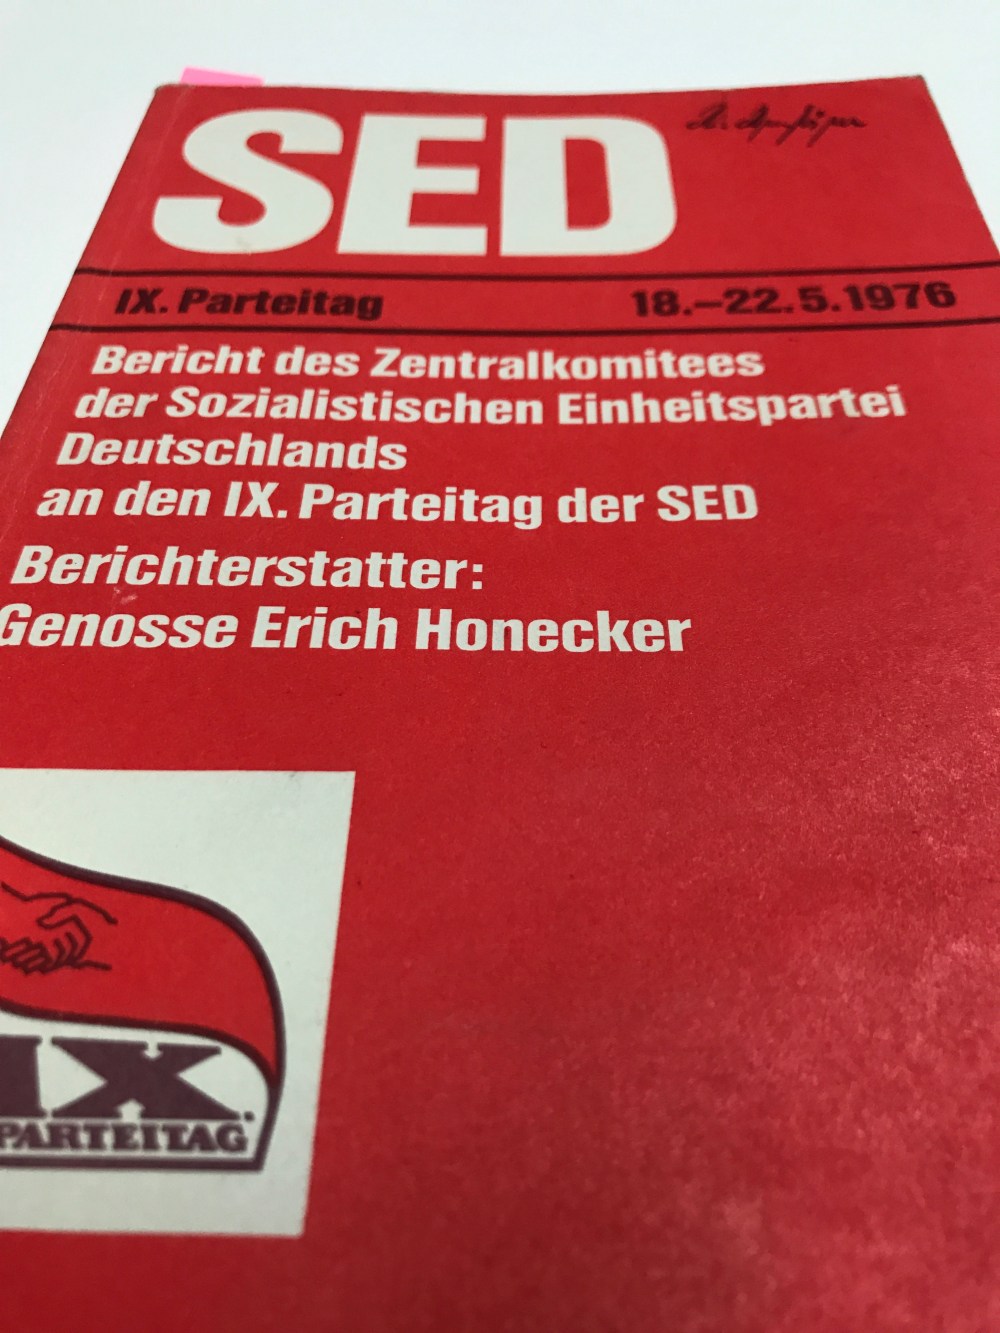 SED
IX. Parteitag 18.–22.5.1976
Bericht des Zentralkomitees
der Sozialistischen Einheitspartei
Deutschlands
an den IX. Parteitag der SED
Berichterstatter:
Genosse Erich Honecker
IX.
PARTEITAG